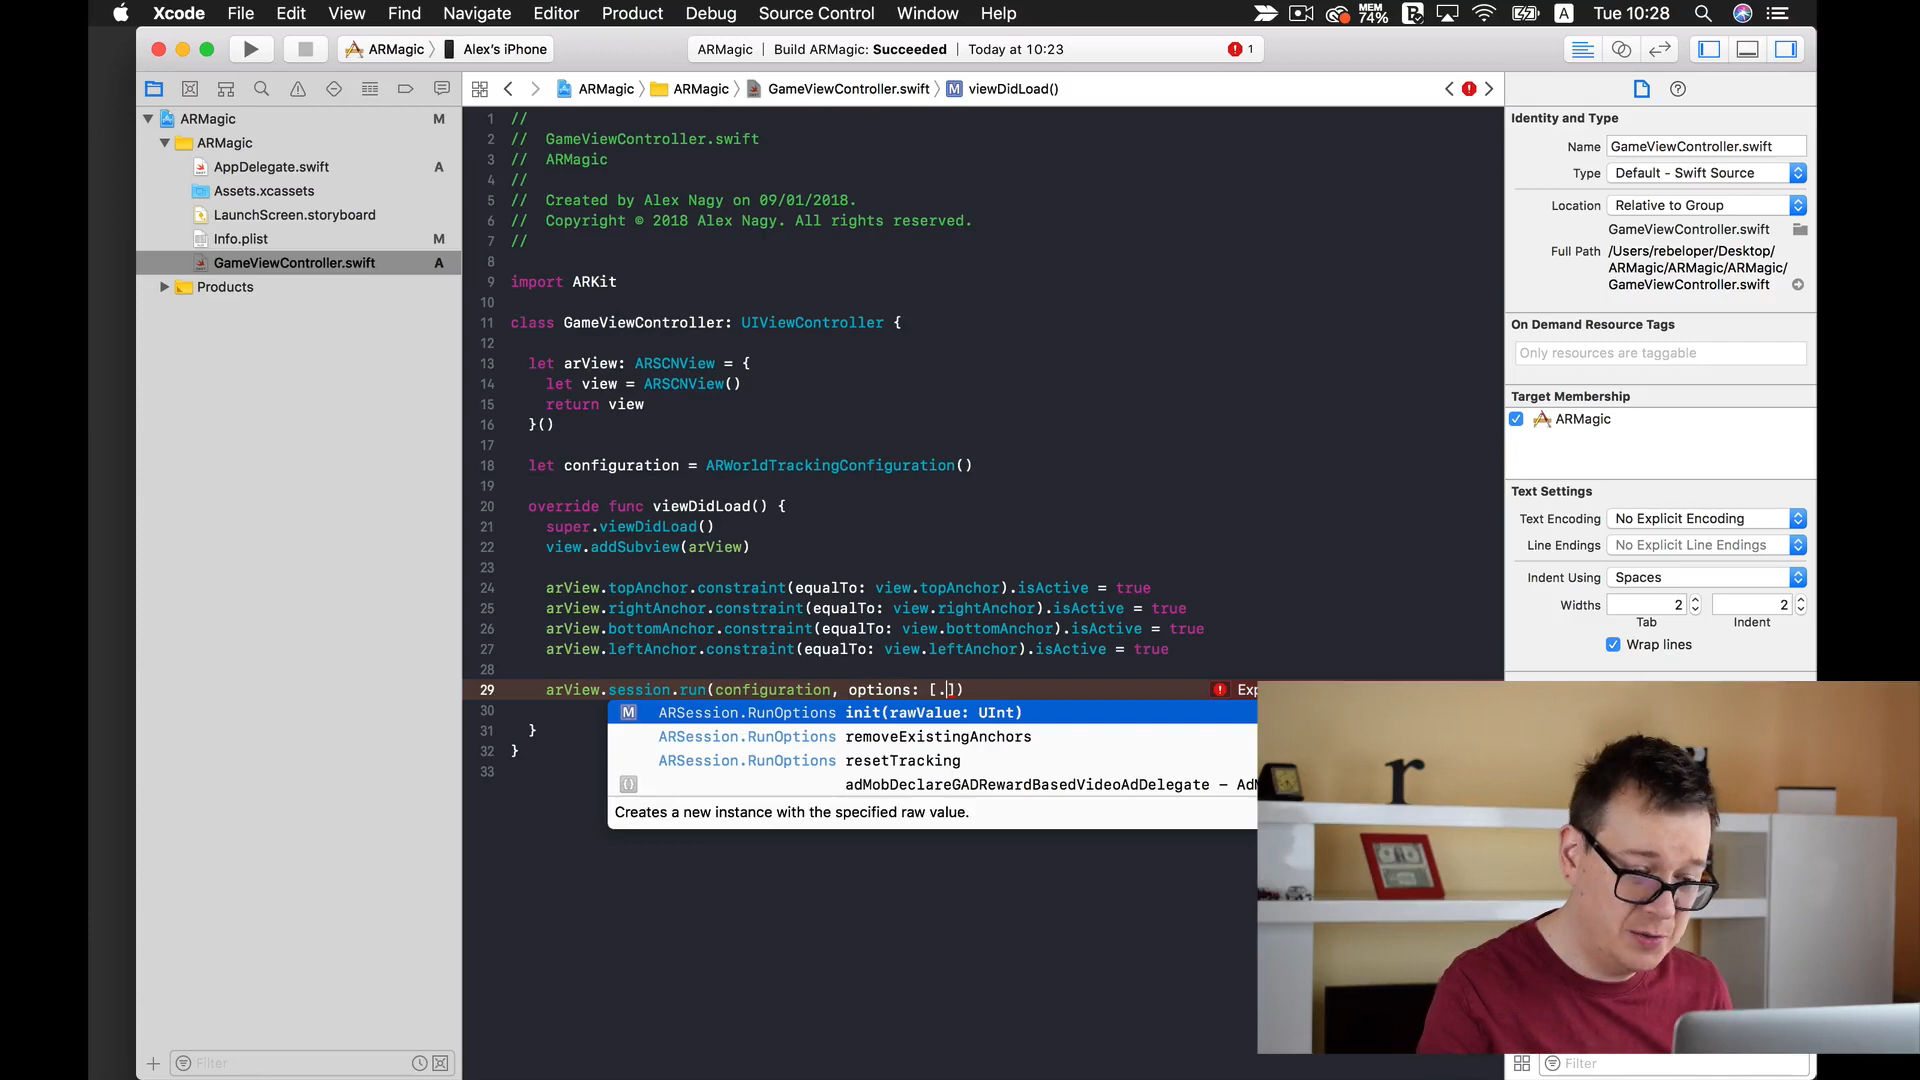 Xcode File Edit View Find Navigate Editor Product Debug Source Control Window Help MEM 74% A Tue 10:28
ARMagic Alex's iPhone ARMagic | Build ARMagic: Succeeded | Today at 10:23 1
ARMagic ARMagic GameViewController.swift M viewDidLoad()
ARMagic M
ARMagic
AppDelegate.swift A
Assets.xcassets
LaunchScreen.storyboard
Info.plist M
GameViewController.swift A
Products
Filter
1 //
2 // GameViewController.swift
3 // ARMagic
4 //
5 // Created by Alex Nagy on 09/01/2018.
6 // Copyright © 2018 Alex Nagy. All rights reserved.
7 //
8
9 import ARKit
10
11 class GameViewController: UIViewController {
12
13 let arView: ARSCNView = {
14 let view = ARSCNView()
15 return view
16 }()
17
18 let configuration = ARWorldTrackingConfiguration()
19
20 override func viewDidLoad() {
21 super.viewDidLoad()
22 view.addSubview(arView)
23
24 arView.topAnchor.constraint(equalTo: view.topAnchor).isActive = true
25 arView.rightAnchor.constraint(equalTo: view.rightAnchor).isActive = true
26 arView.bottomAnchor.constraint(equalTo: view.bottomAnchor).isActive = true
27 arView.leftAnchor.constraint(equalTo: view.leftAnchor).isActive = true
28
29 arView.session.run(configuration, options: [.]) Exp
30
31 }
32 }
33
M ARSession.RunOptions init(rawValue: UInt)
ARSession.RunOptions removeExistingAnchors
ARSession.RunOptions resetTracking
{} adMobDeclareGADRewardBasedVideoAdDelegate – AdM
Creates a new instance with the specified raw value.
Identity and Type
Name GameViewController.swift
Type Default - Swift Source
Location Relative to Group
GameViewController.swift
Full Path /Users/rebeloper/Desktop/
ARMagic/ARMagic/ARMagic/
GameViewController.swift
On Demand Resource Tags
Only resources are taggable
Target Membership
ARMagic
Text Settings
Text Encoding No Explicit Encoding
Line Endings No Explicit Line Endings
Indent Using Spaces
Widths 2 2
Tab Indent
Wrap lines
r
Filter